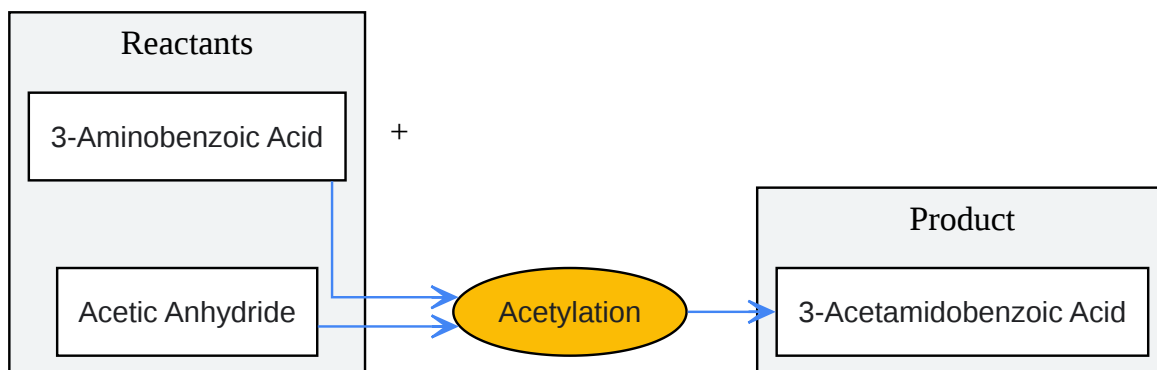 Reactants
3-Aminobenzoic Acid
+
Product
Acetic Anhydride
Acetylation
3-Acetamidobenzoic Acid